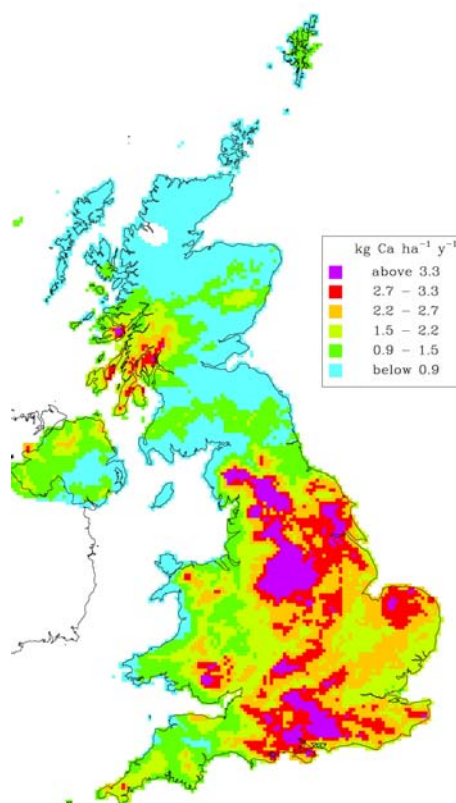 kg Ca ha⁻¹ y⁻¹
above 3.3
2.7 – 3.3
2.2 – 2.7
1.5 – 2.2
0.9 – 1.5
below 0.9